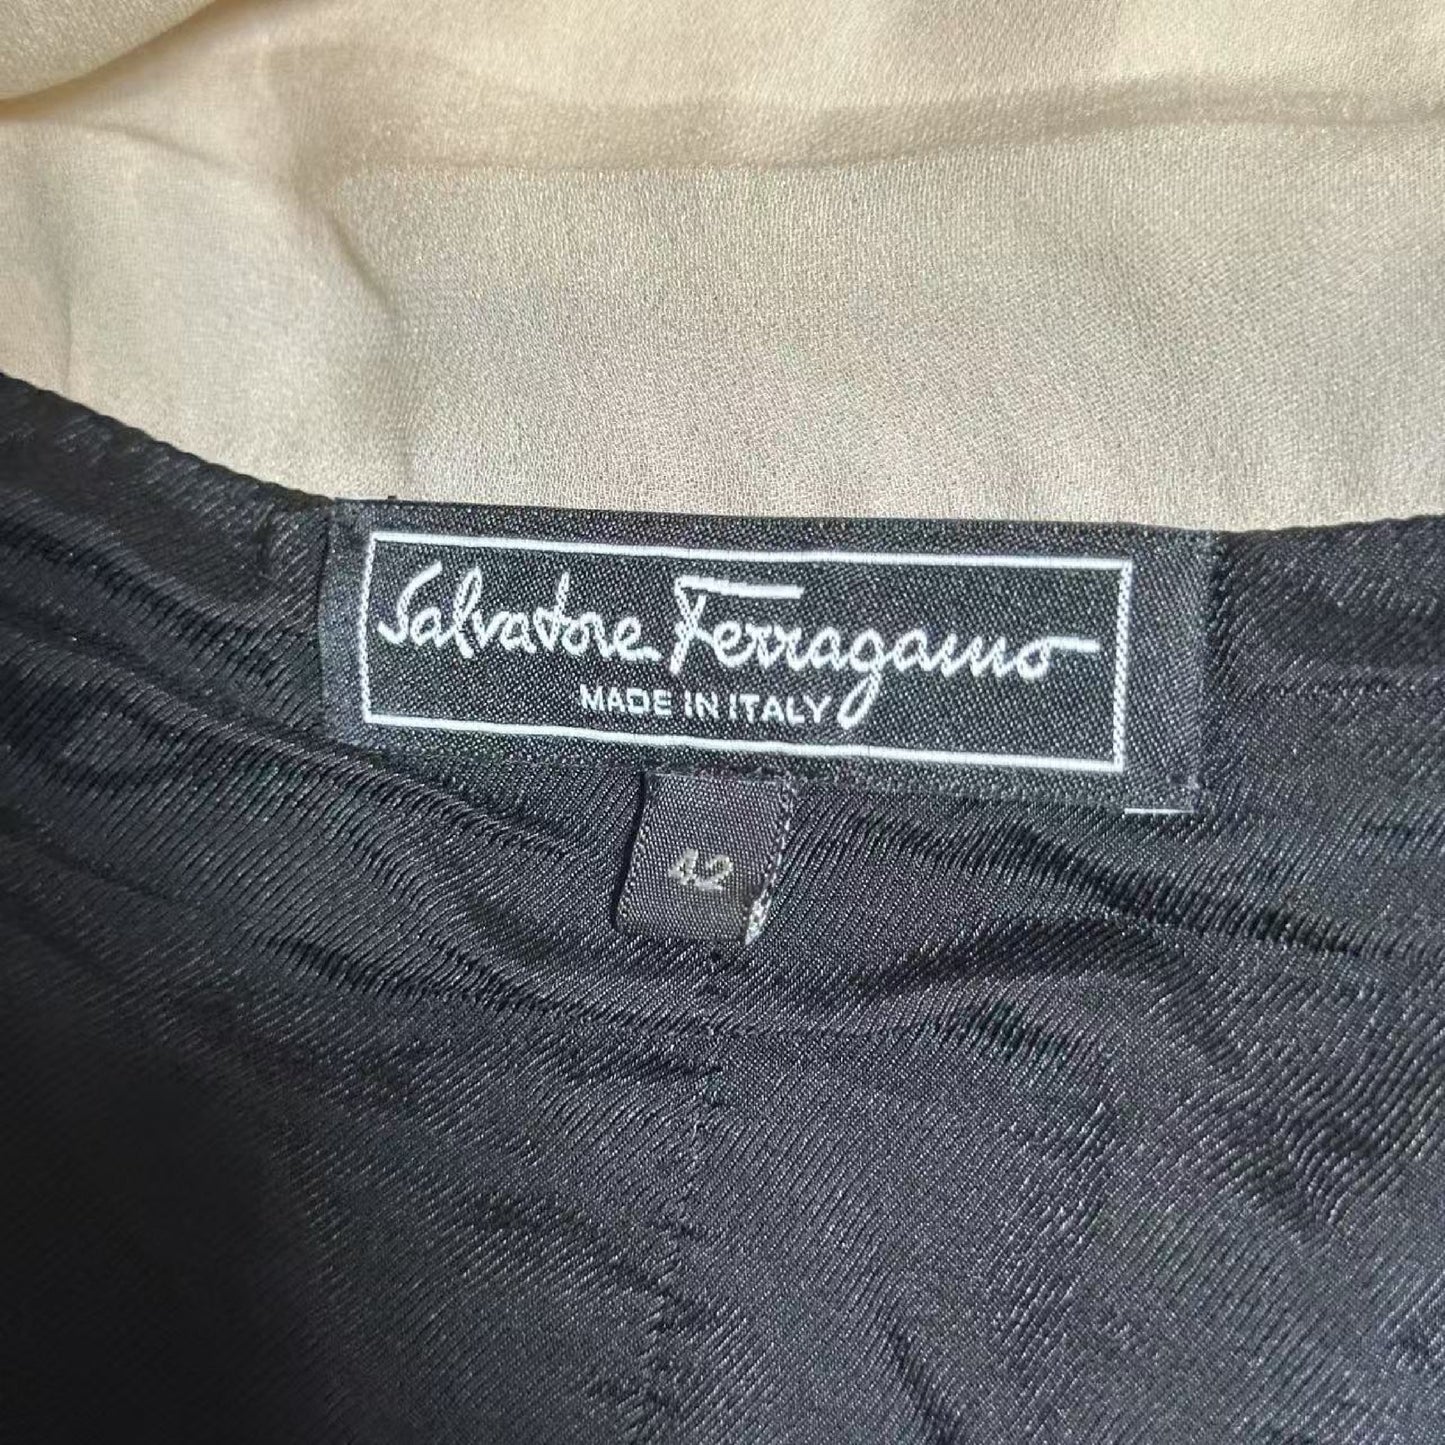 Salvatore Ferragamo
MADE IN ITALY
42